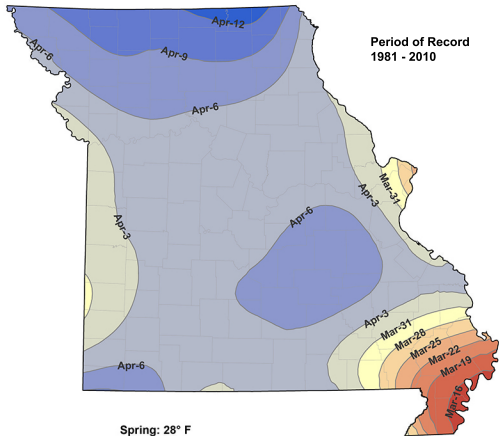 Apr-12
Apr-6
Apr-9
Period of Record
1981 - 2010
Apr-6
Mar-31
Apr-3
Apr-6
Apr-3
Apr-3
Mar-31
Mar-28
Mar-25
Mar-22
Mar-19
Apr-6
Mar-16
Spring: 28° F